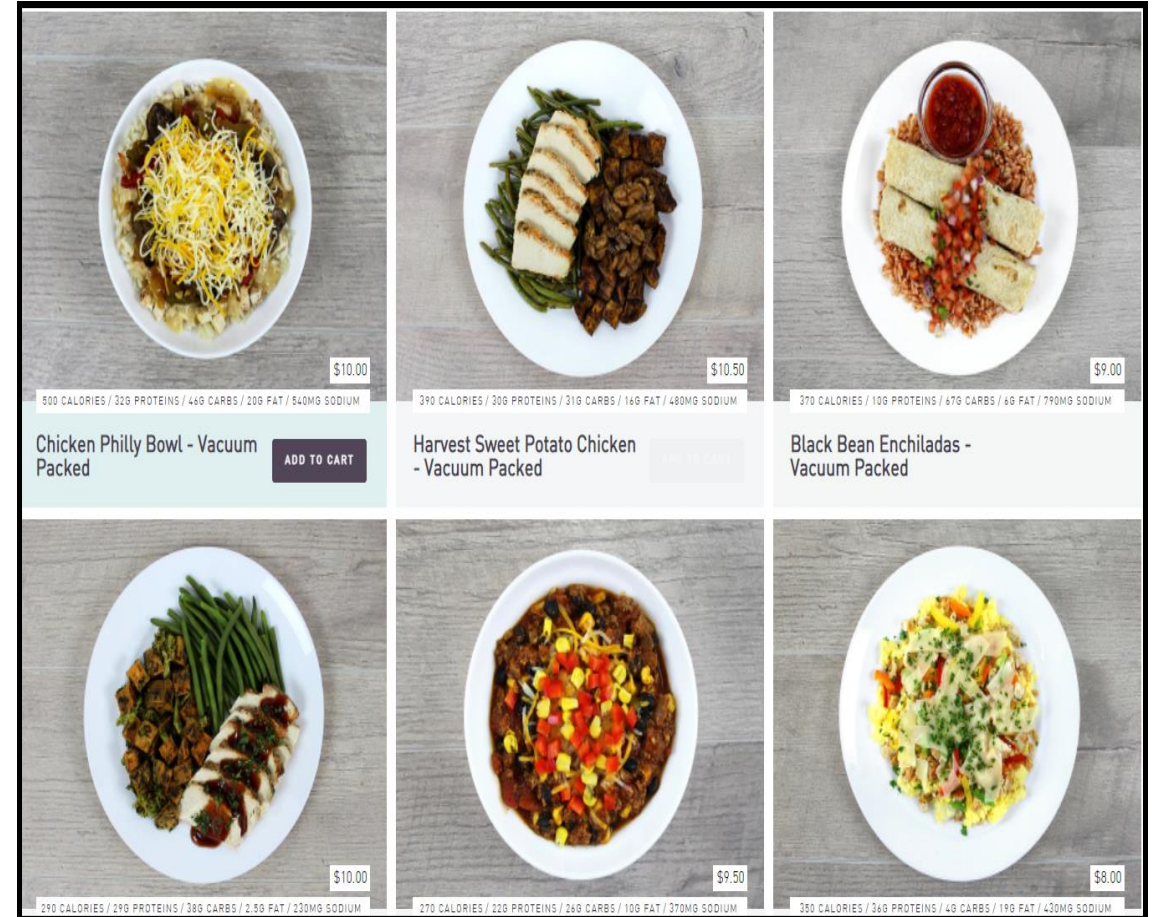 $10.00
500 CALORIES / 32G PROTEINS / 46G CARBS / 20G FAT / 540MG SODIUM
Chicken Philly Bowl - Vacuum
Packed
ADD TO CART
$10.50
390 CALORIES / 30G PROTEINS / 31G CARBS / 16G FAT / 480MG SODIUM
Harvest Sweet Potato Chicken
- Vacuum Packed
ADD TO CART
$9.00
370 CALORIES / 10G PROTEINS / 67G CARBS / 6G FAT / 790MG SODIUM
Black Bean Enchiladas -
Vacuum Packed
$10.00
290 CALORIES / 29G PROTEINS / 38G CARBS / 2.5G FAT / 230MG SODIUM
$9.50
270 CALORIES / 22G PROTEINS / 26G CARBS / 10G FAT / 370MG SODIUM
$8.00
350 CALORIES / 36G PROTEINS / 4G CARBS / 19G FAT / 430MG SODIUM